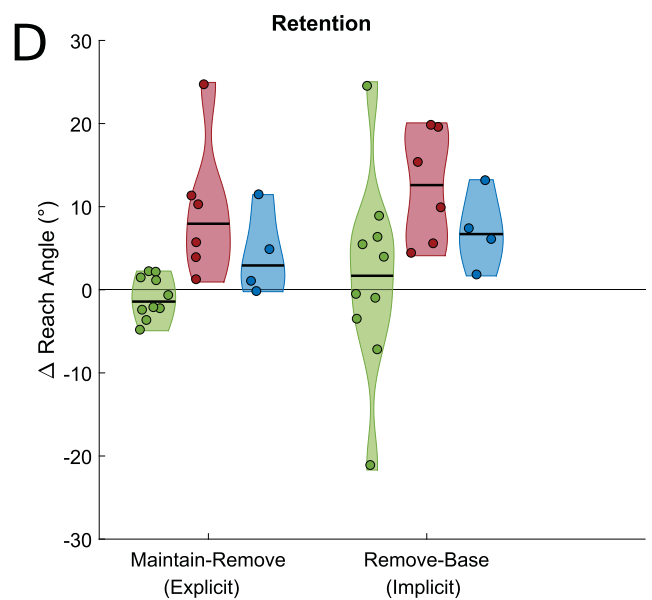 D
Retention
30
20
10
0
-10
-20
-30
Δ Reach Angle (°)
Maintain-Remove
(Explicit)
Remove-Base
(Implicit)